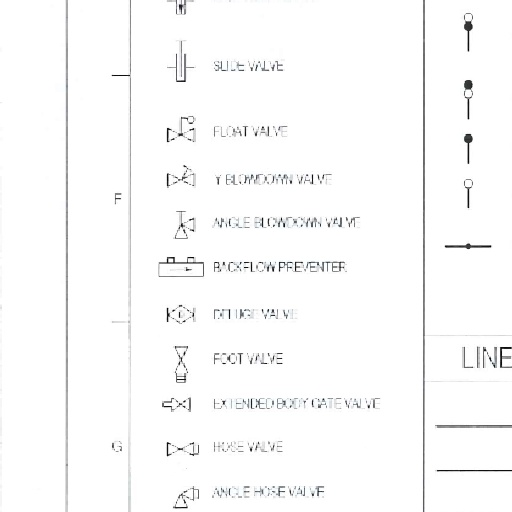 SLIDE VALVE
FLOAT VALVE
F
Y BLOWDOWN VALVE
ANGLE BLOWDOWN VALVE
BACKFLOW PREVENTER
DELUGE VALVE
LINE
FOOT VALVE
EXTENDED BODY GATE VALVE
G
HOSE VALVE
ANGLE HOSE VALVE